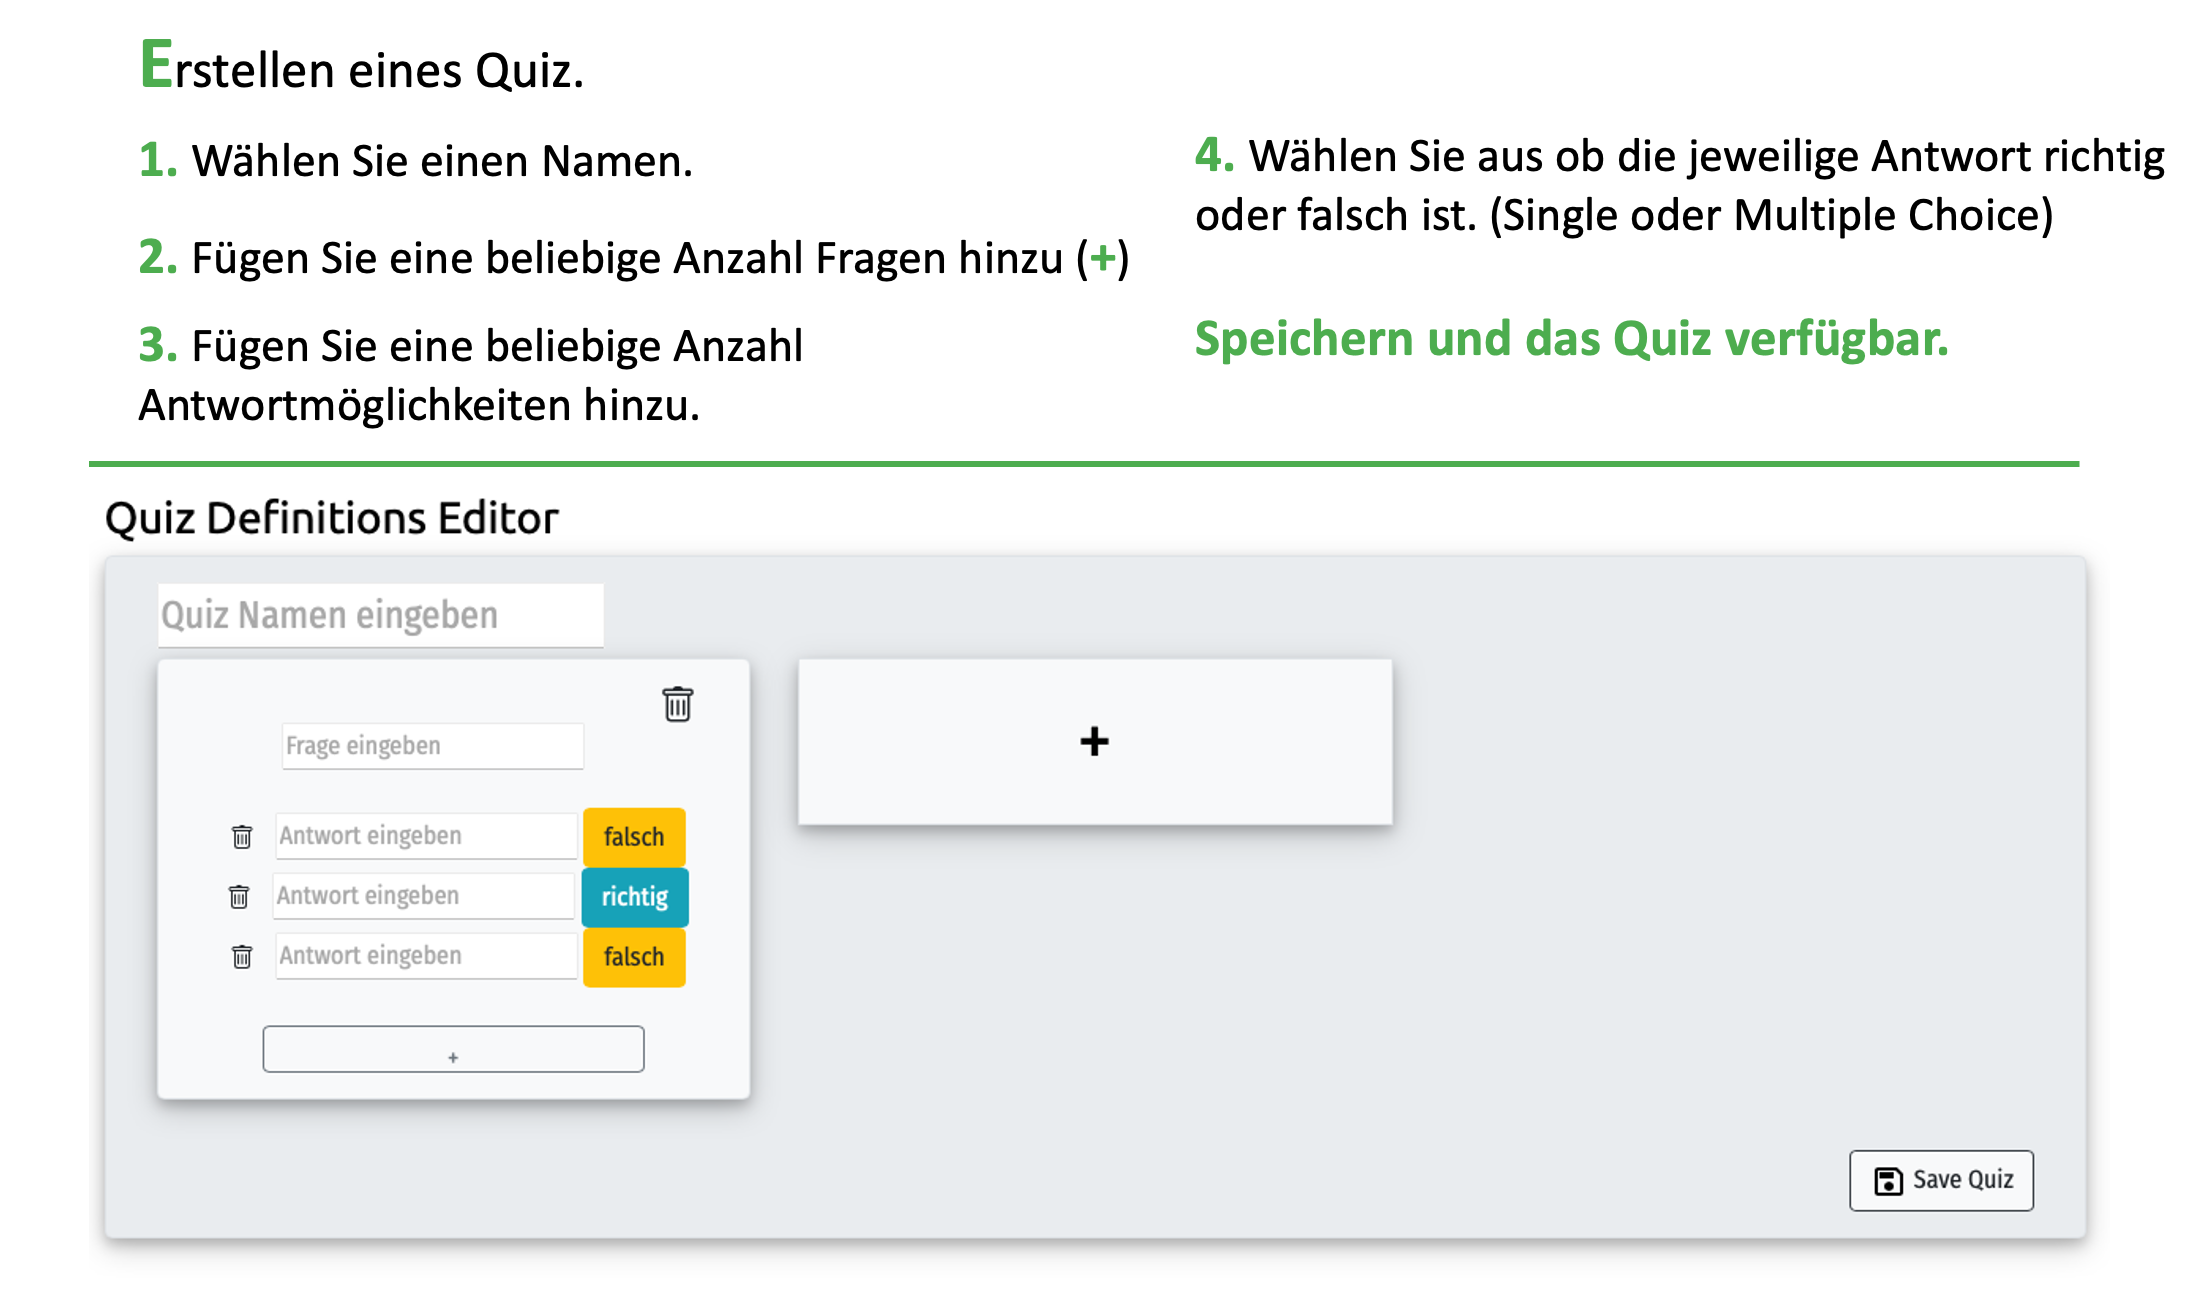 Erstellen eines Quiz.
1. Wählen Sie einen Namen.
2. Fügen Sie eine beliebige Anzahl Fragen hinzu (+)
3. Fügen Sie eine beliebige Anzahl
Antwortmöglichkeiten hinzu.
4. Wählen Sie aus ob die jeweilige Antwort richtig
oder falsch ist. (Single oder Multiple Choice)
Speichern und das Quiz verfügbar.
Quiz Definitions Editor
Quiz Namen eingeben
Frage eingeben
Antwort eingeben falsch
Antwort eingeben richtig
Antwort eingeben falsch
+
+
Save Quiz